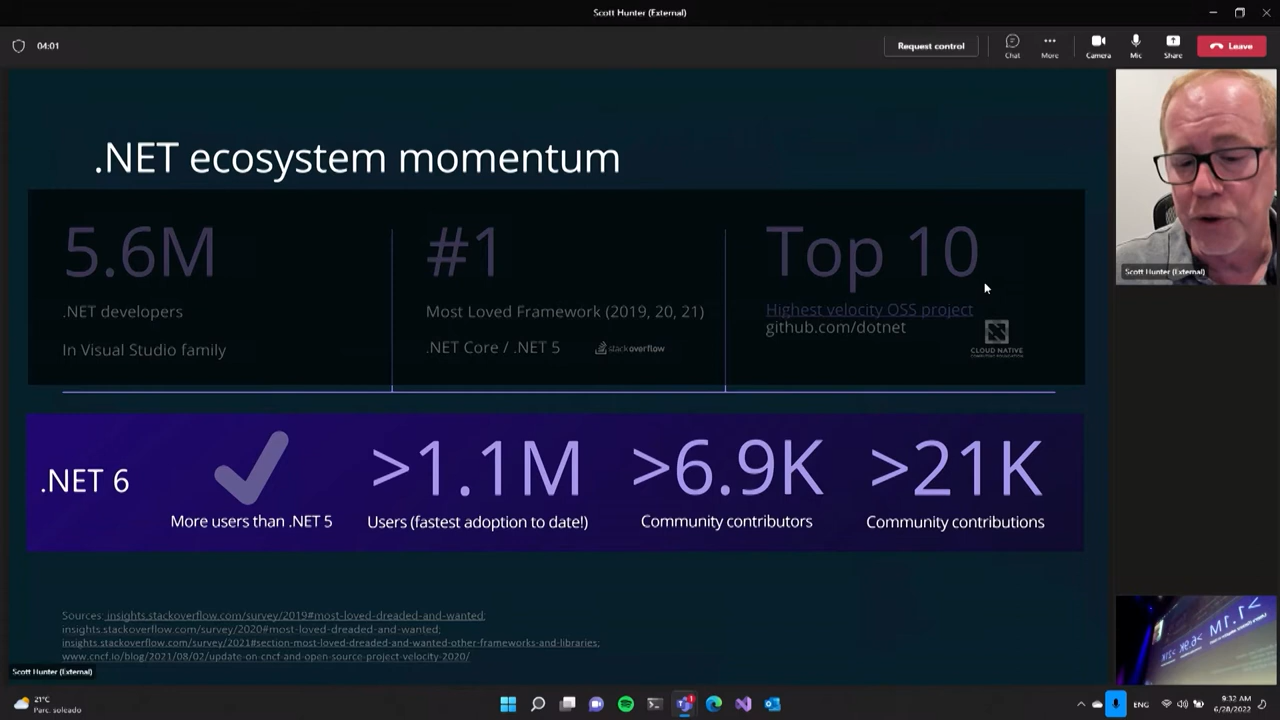 Scott Hunter (External)
04:01
Request control
Chat
More
Camera
Mic
Share
Leave
.NET ecosystem momentum
5.6M
.NET developers
In Visual Studio family
#1
Most Loved Framework (2019, 20, 21)
.NET Core / .NET 5
stackoverflow
Top 10
Highest velocity OSS project
github.com/dotnet
CLOUD NATIVE
COMPUTING FOUNDATION
Scott Hunter (External)
.NET 6
More users than .NET 5
>1.1M
Users (fastest adoption to date!)
>6.9K
Community contributors
>21K
Community contributions
Sources: insights.stackoverflow.com/survey/2019#most-loved-dreaded-and-wanted;
insights.stackoverflow.com/survey/2020#most-loved-dreaded-and-wanted;
insights.stackoverflow.com/survey/2021#section-most-loved-dreaded-and-wanted-other-frameworks-and-libraries;
www.cncf.io/blog/2021/08/02/update-on-cncf-and-open-source-project-velocity-2020/
Scott Hunter (External)
21°C
Parc. soleado
1
ENG
9:32 AM
6/28/2022